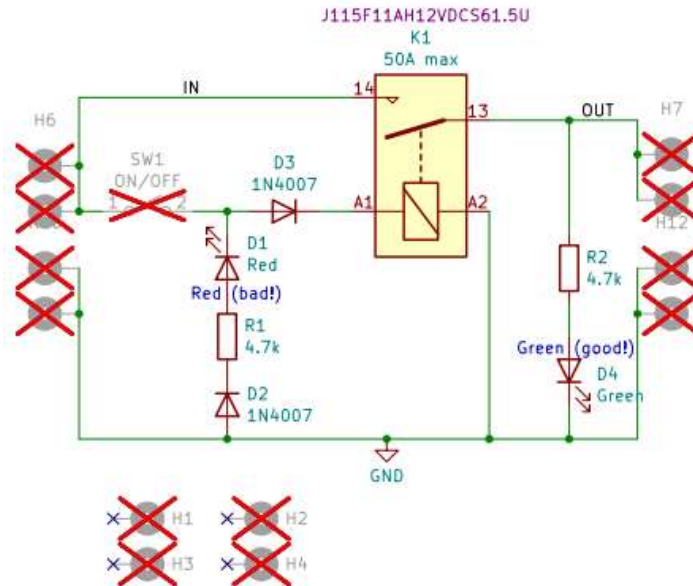 J115F11AH12VDCS61.5U
K1
50A max
14
IN
13
OUT
H7
H6
SW1
ON/OFF
1
2
D3
1N4007
A1
A2
H12
D1
Red
Red (bad!)
R2
4.7k
R1
4.7k
Green (good!)
D4
Green
D2
1N4007
GND
H1
H2
H3
H4